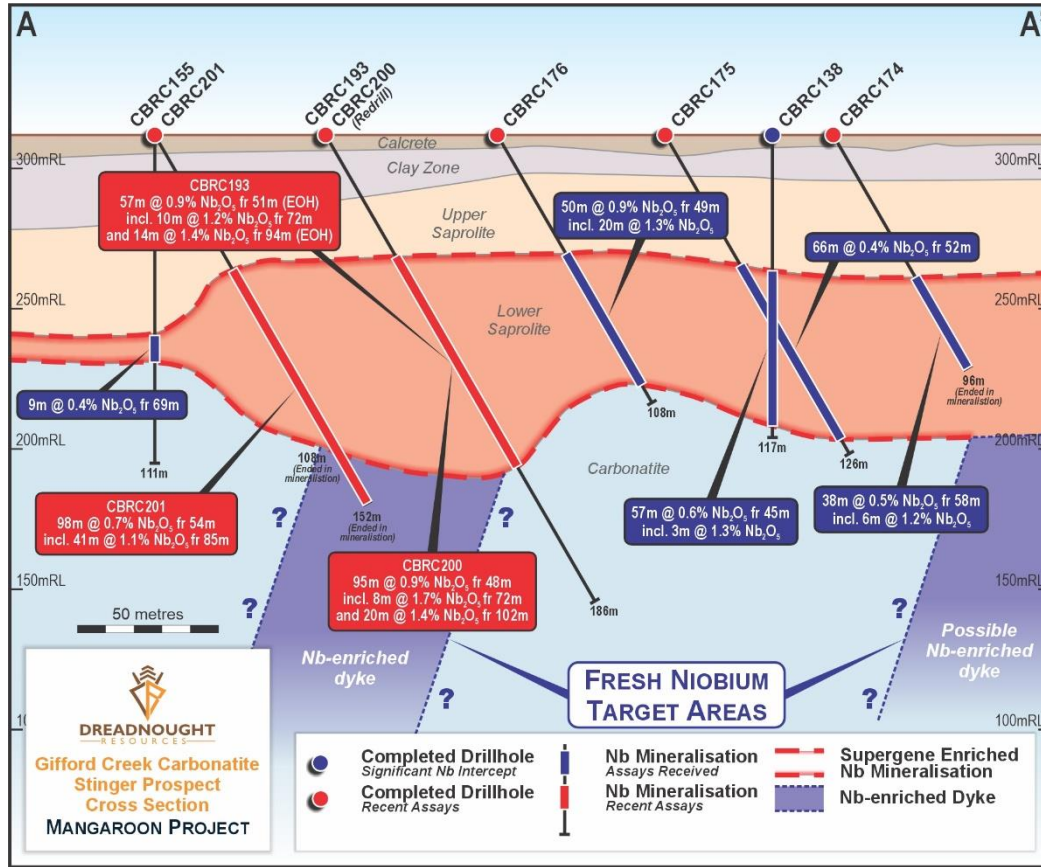 A
A'
CBRC155
CBRC201
CBRC193
CBRC200
(Redrill)
CBRC176
CBRC175
CBRC138
CBRC174
300mRL
Calcrete
Clay Zone
300mRL
CBRC193
57m @ 0.9% Nb₂O₅ fr 51m (EOH)
incl. 10m @ 1.2% Nb₂O₅ fr 72m
and 14m @ 1.4% Nb₂O₅ fr 94m (EOH)
Upper
Saprolite
50m @ 0.9% Nb₂O₅ fr 49m
incl. 20m @ 1.3% Nb₂O₅
66m @ 0.4% Nb₂O₅ fr 52m
250mRL
Lower
Saprolite
250mRL
9m @ 0.4% Nb₂O₅ fr 69m
96m
(Ended in
mineralisation)
108m
200mRL
200mRL
111m
108m
(Ended in
mineralistion)
Carbonatite
117m
126m
CBRC201
98m @ 0.7% Nb₂O₅ fr 54m
incl. 41m @ 1.1% Nb₂O₅ fr 85m
152m
(Ended in
mineralisation)
57m @ 0.6% Nb₂O₅ fr 45m
incl. 3m @ 1.3% Nb₂O₅
38m @ 0.5% Nb₂O₅ fr 58m
incl. 6m @ 1.2% Nb₂O₅
?
?
?
CBRC200
95m @ 0.9% Nb₂O₅ fr 48m
incl. 8m @ 1.7% Nb₂O₅ fr 72m
and 20m @ 1.4% Nb₂O₅ fr 102m
150mRL
150mRL
186m
?
?
50 metres
Nb-enriched
dyke
?
FRESH NIOBIUM
TARGET AREAS
?
Possible
Nb-enriched
dyke
10
100mRL
DREADNOUGHT
RESOURCES
Gifford Creek Carbonatite
Stinger Prospect
Cross Section
MANGAROON PROJECT
Completed Drillhole
Significant Nb Intercept
Completed Drillhole
Recent Assays
Nb Mineralisation
Assays Received
Nb Mineralisation
Recent Assays
Supergene Enriched
Nb Mineralisation
Nb-enriched Dyke